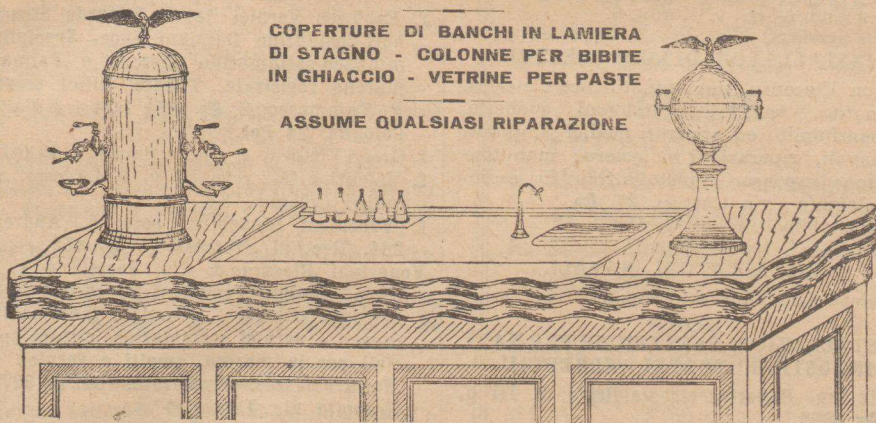 COPERTURE DI BANCHI IN LAMIERA
DI STAGNO - COLONNE PER BIBITE
IN GHIACCIO - VETRINE PER PASTE
ASSUME QUALSIASI RIPARAZIONE